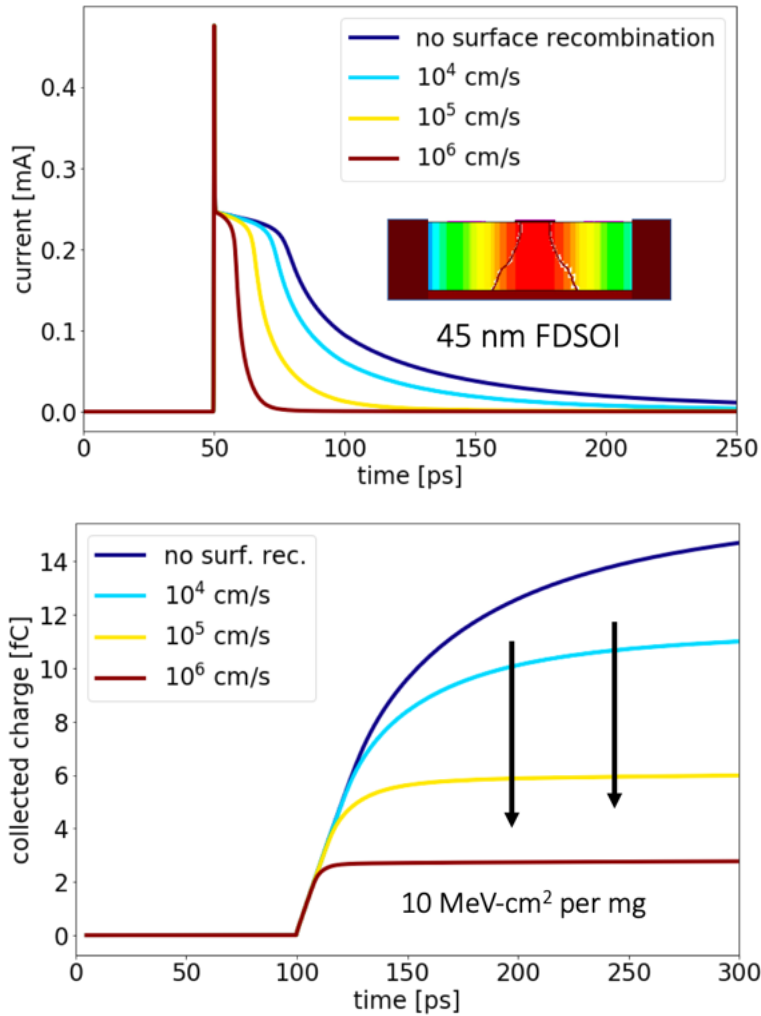 no surface recombination
10⁴ cm/s
10⁵ cm/s
10⁶ cm/s
0.4
0.3
0.2
0.1
0.0
current [mA]
45 nm FDSOI
0
50
100
150
200
250
time [ps]
no surf. rec.
10⁴ cm/s
10⁵ cm/s
10⁶ cm/s
14
12
10
8
6
4
2
0
collected charge [fC]
10 MeV-cm² per mg
0
50
100
150
200
250
300
time [ps]